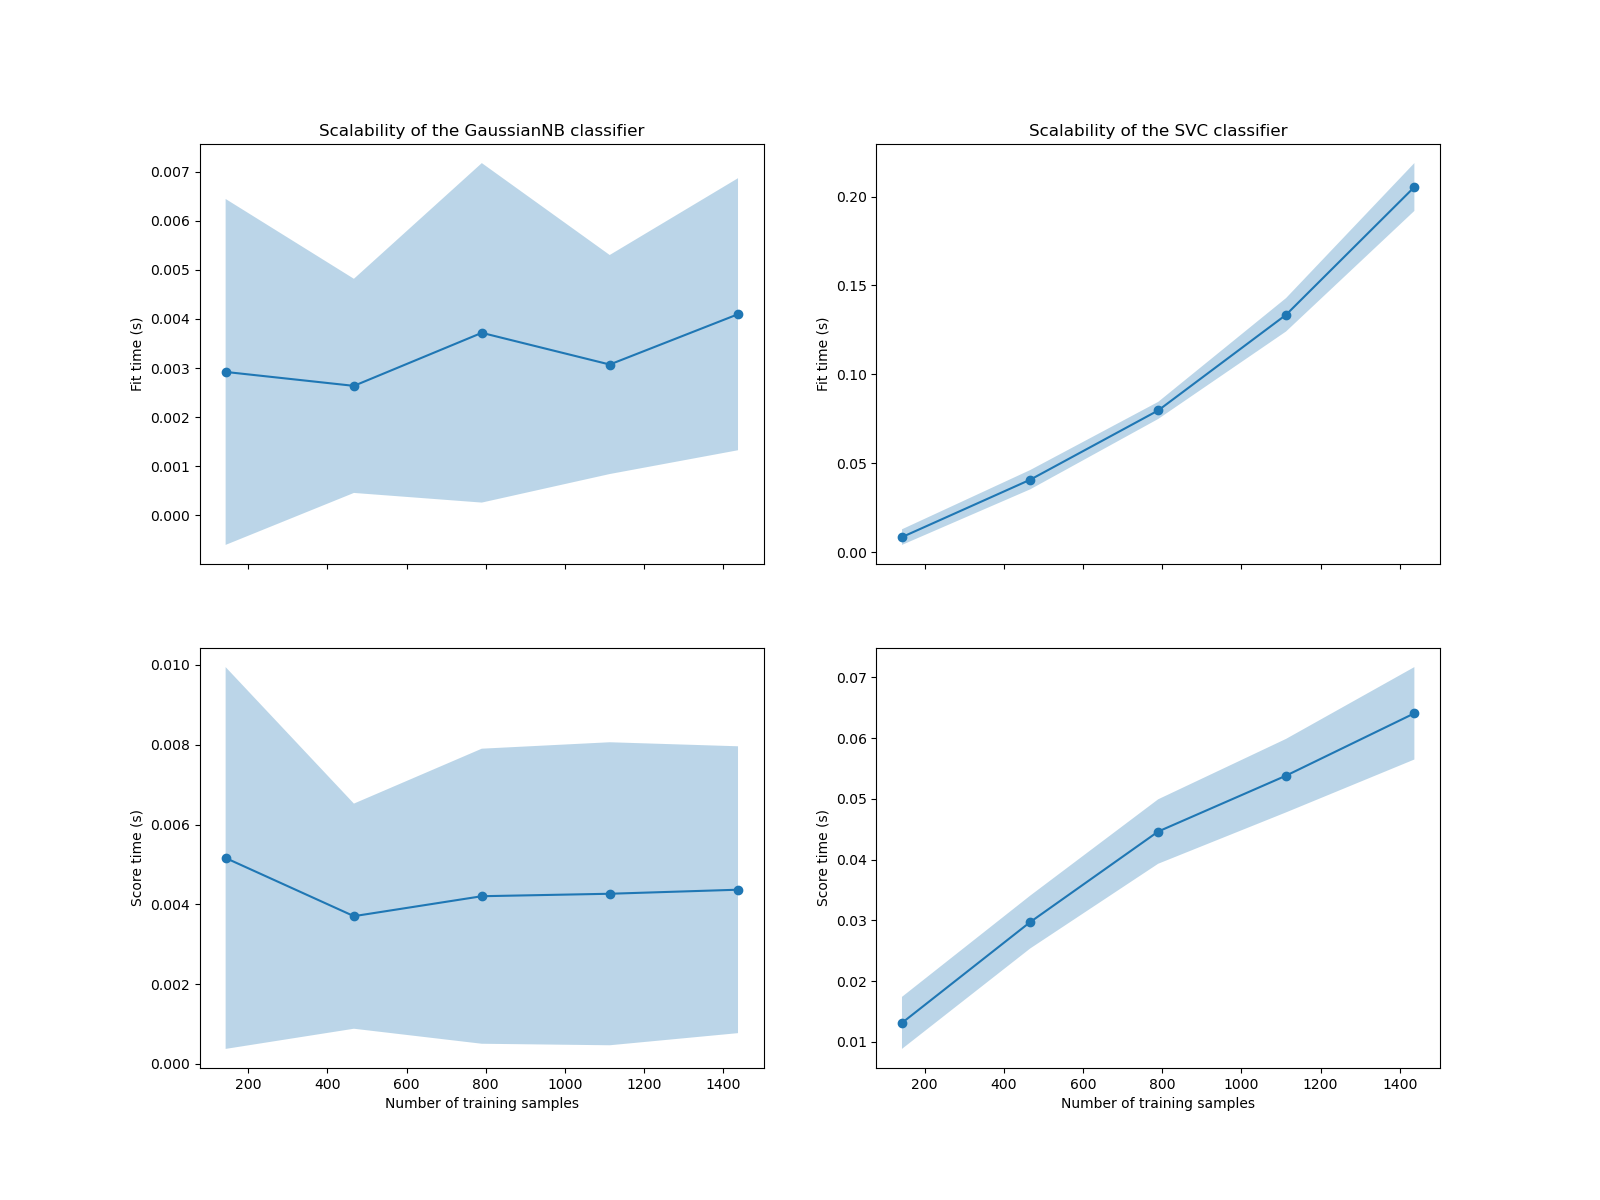 Scalability of the GaussianNB classifier
Fit time (s)
0.007
0.006
0.005
0.004
0.003
0.002
0.001
0.000
Scalability of the SVC classifier
Fit time (s)
0.20
0.15
0.10
0.05
0.00
Score time (s)
0.010
0.008
0.006
0.004
0.002
0.000
200 400 600 800 1000 1200 1400
Number of training samples
Score time (s)
0.07
0.06
0.05
0.04
0.03
0.02
0.01
200 400 600 800 1000 1200 1400
Number of training samples